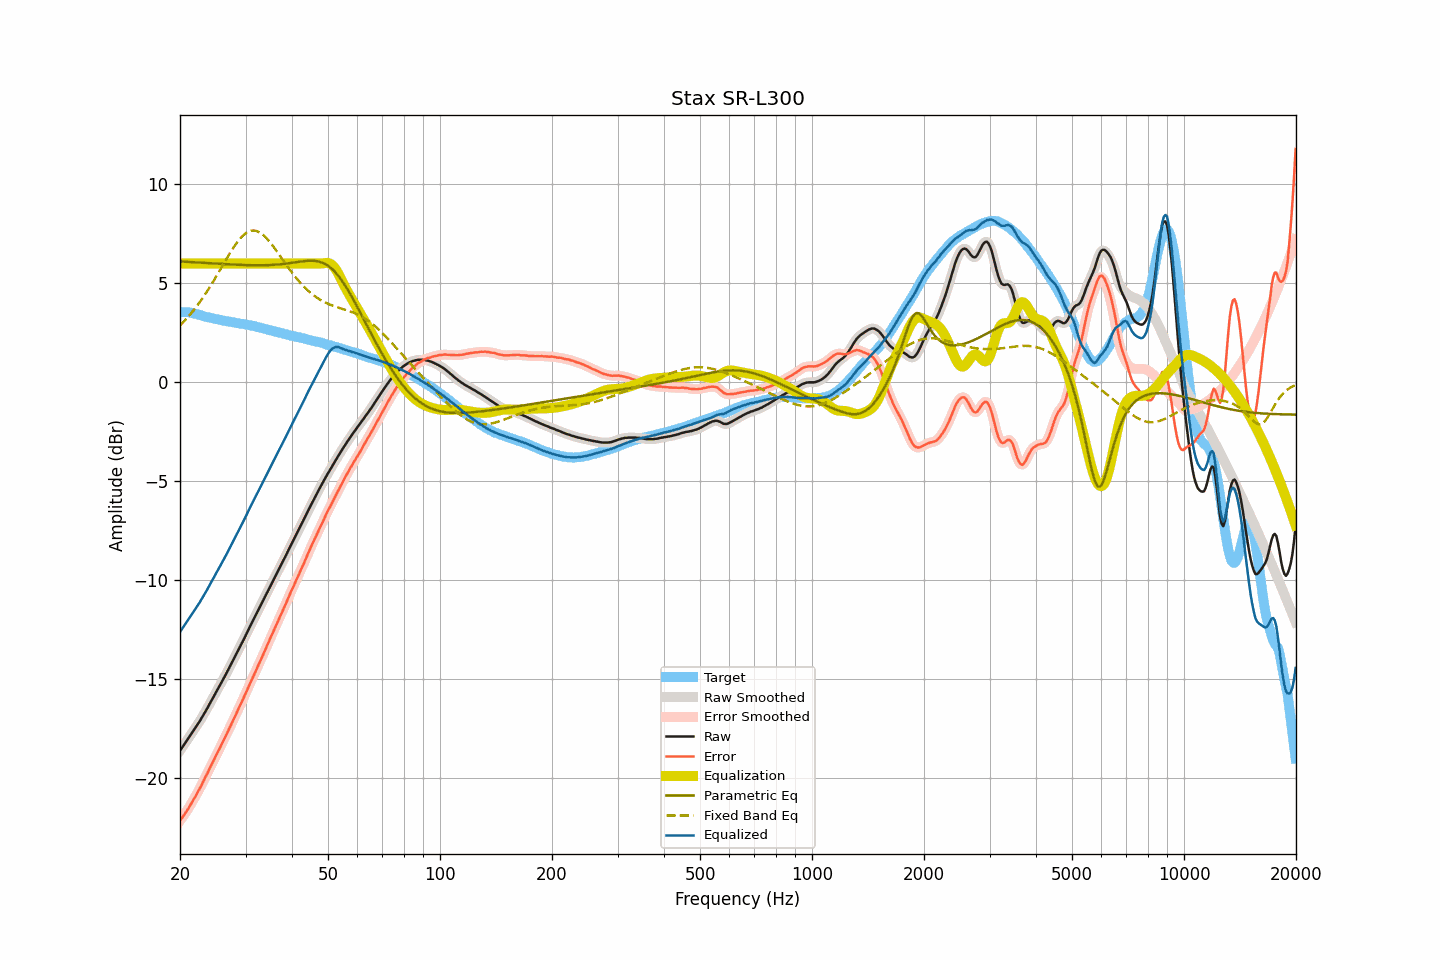 Stax SR-L300
10
5
0
−5
−10
−15
−20
Amplitude (dBr)
Target
Raw Smoothed
Error Smoothed
Raw
Error
Equalization
Parametric Eq
Fixed Band Eq
Equalized
20 50 100 200 500 1000 2000 5000 10000 20000
Frequency (Hz)